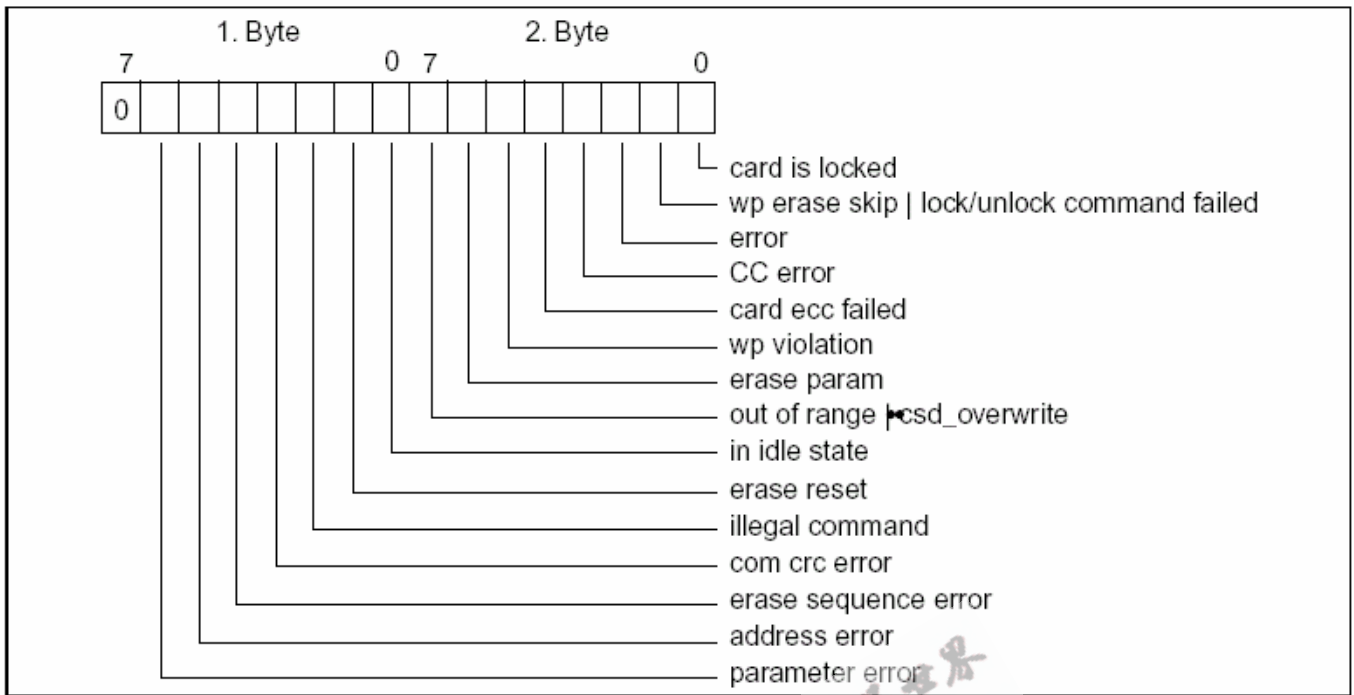 1. Byte 2. Byte
7 0 7 0
0
card is locked
wp erase skip | lock/unlock command failed
error
CC error
card ecc failed
wp violation
erase param
out of range | csd_overwrite
in idle state
erase reset
illegal command
com crc error
erase sequence error
address error
parameter error